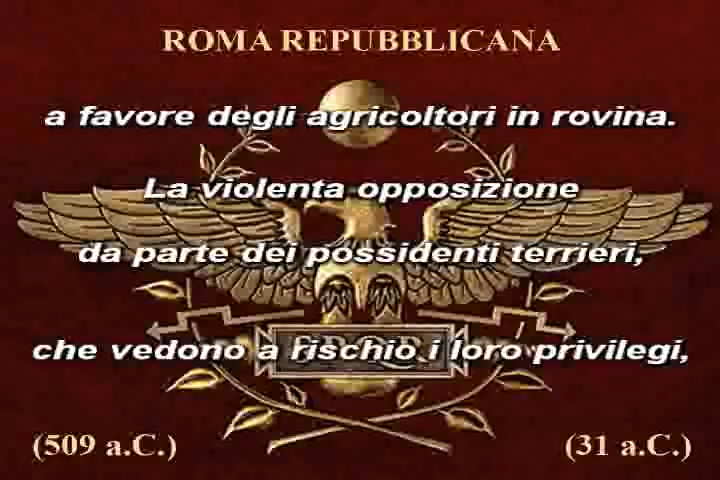 ROMA REPUBBLICANA
a favore degli agricoltori in rovina.
La violenta opposizione
da parte dei possidenti terrieri,
che vedono a rischio i loro privilegi,
(509 a.C.) (31 a.C.)